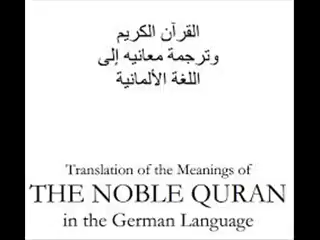 القرآن الكريم
وترجمة معانيه إلى
اللغة الألمانية
Translation of the Meanings of
THE NOBLE QURAN
in the German Language